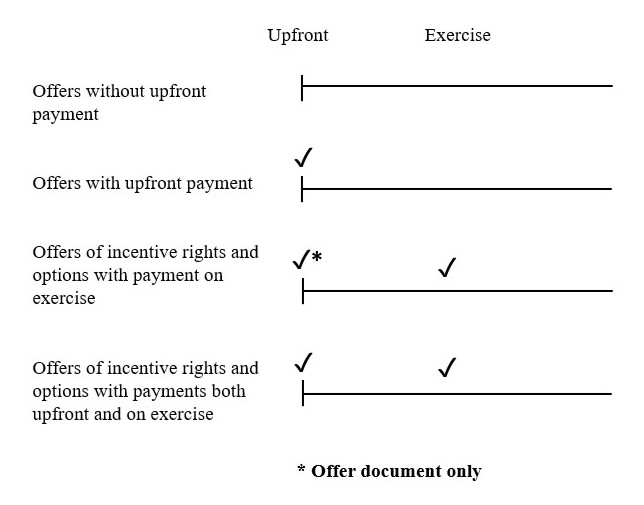 Upfront Exercise
Offers without upfront
payment
✓
Offers with upfront payment
Offers of incentive rights and
options with payment on
exercise
✓* ✓
Offers of incentive rights and
options with payments both
upfront and on exercise
✓ ✓
* Offer document only